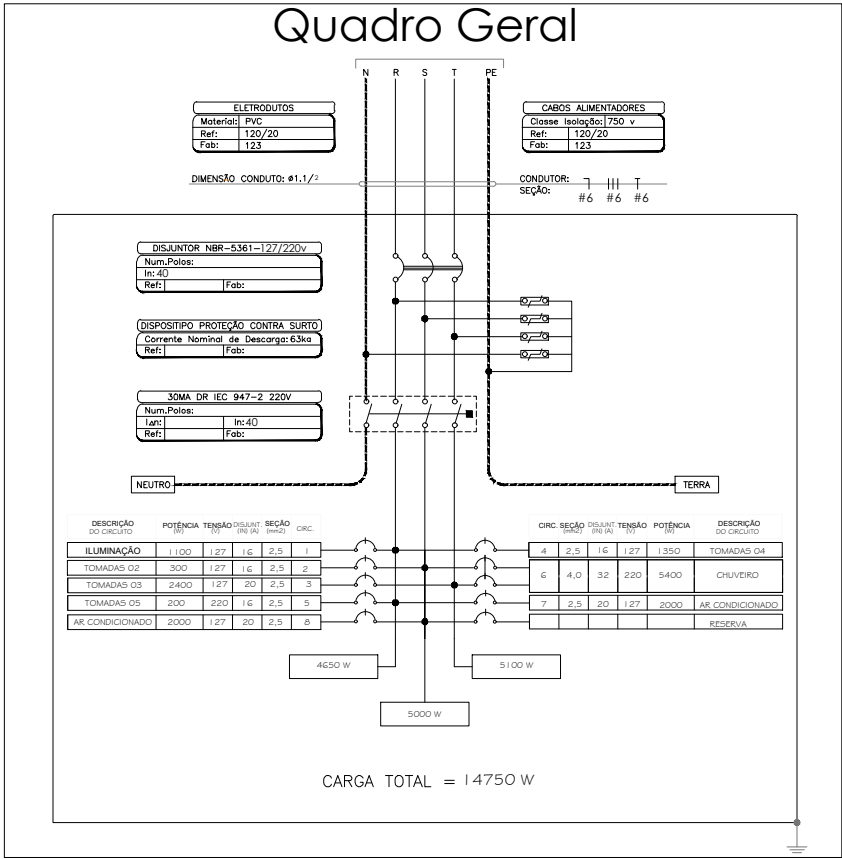 Quadro Geral
N R S T PE
ELETRODUTOS
Material: PVC
Ref: 120/20
Fab: 123
CABOS ALIMENTADORES
Classe Isolação: 750 v
Ref: 120/20
Fab: 123
DIMENSÃO CONDUTO: ø1.1/2
CONDUTOR:
SEÇÃO: #6 #6 #6
DISJUNTOR NBR-5361-127/220v
Num.Polos:
In: 40
Ref: Fab:
DISPOSITIPO PROTEÇÃO CONTRA SURTO
Corrente Nominal de Descarga: 63ka
Ref: Fab:
30MA DR IEC 947-2 220V
Num.Polos:
I∆n: In: 40
Ref: Fab:
NEUTRO
TERRA
DESCRIÇÃO DO CIRCUITO POTÊNCIA (W) TENSÃO (V) DISJUNT. (IN) (A) SEÇÃO (mm2) CIRC.
ILUMINAÇÃO 1100 127 16 2,5 1
TOMADAS 02 300 127 16 2,5 2
TOMADAS 03 2400 127 20 2,5 3
TOMADAS 05 200 220 16 2,5 5
AR CONDICIONADO 2000 127 20 2,5 8
CIRC. SEÇÃO (mm2) DISJUNT. (IN) (A) TENSÃO (V) POTÊNCIA (W) DESCRIÇÃO DO CIRCUITO
4 2,5 16 127 1350 TOMADAS 04
6 4,0 32 220 5400 CHUVEIRO
7 2,5 20 127 2000 AR CONDICIONADO
RESERVA
4650 W
5100 W
5000 W
CARGA TOTAL = 14750 W